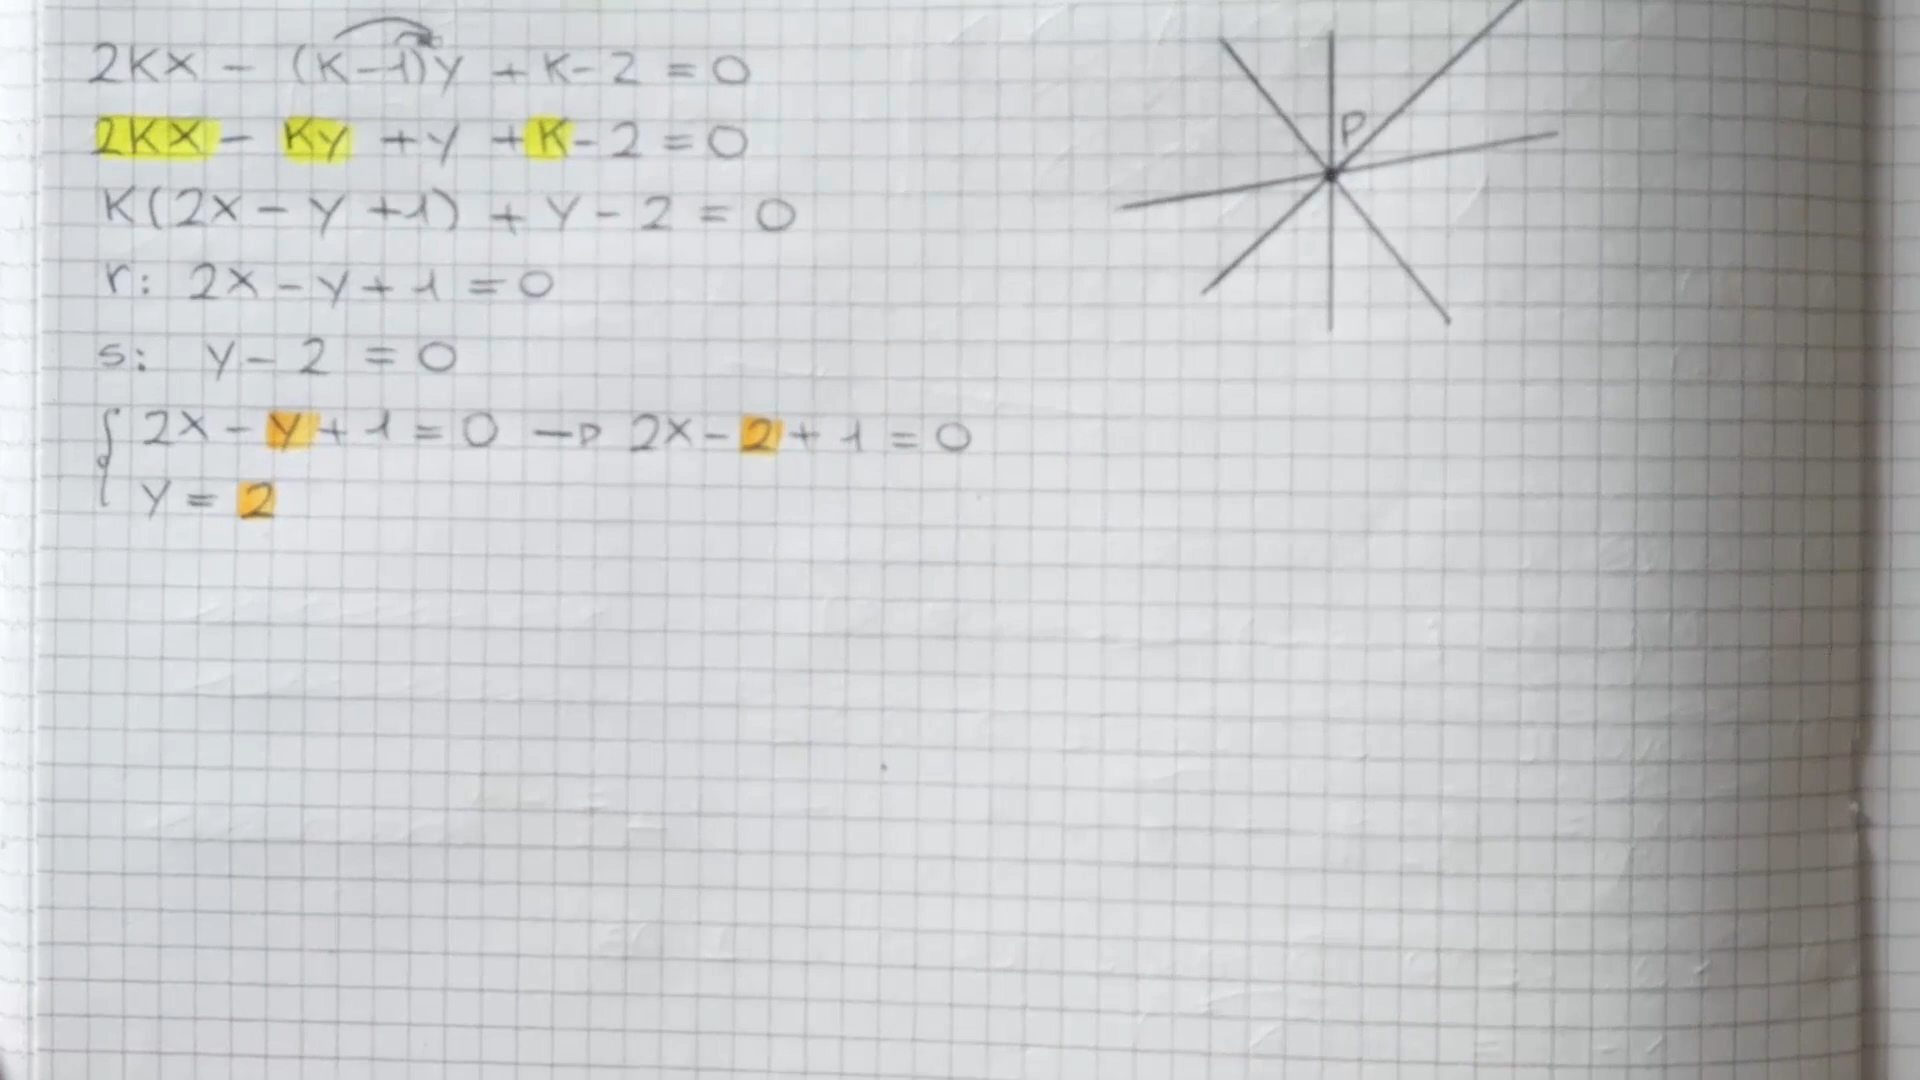 2Kx - (K-1)y + K-2 = 0
2Kx - Ky + y + K - 2 = 0
K(2x - y + 1) + y - 2 = 0
r: 2x - y + 1 = 0
s: y - 2 = 0
{ 2x - y + 1 = 0 → 2x - 2 + 1 = 0
y = 2
P